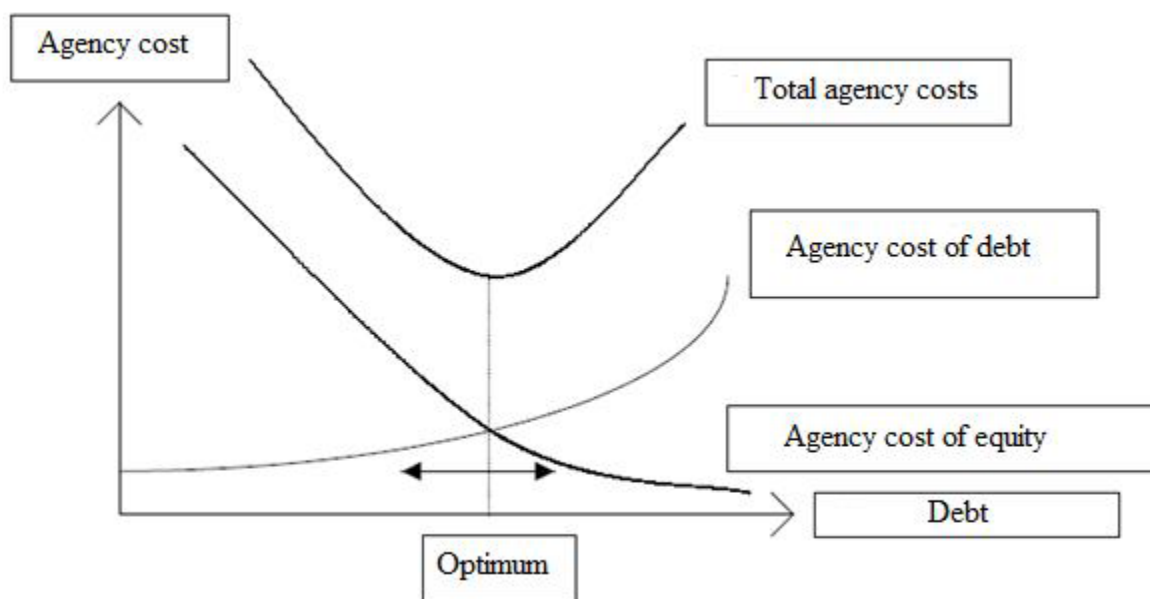 Agency cost
Total agency costs
Agency cost of debt
Agency cost of equity
Debt
Optimum